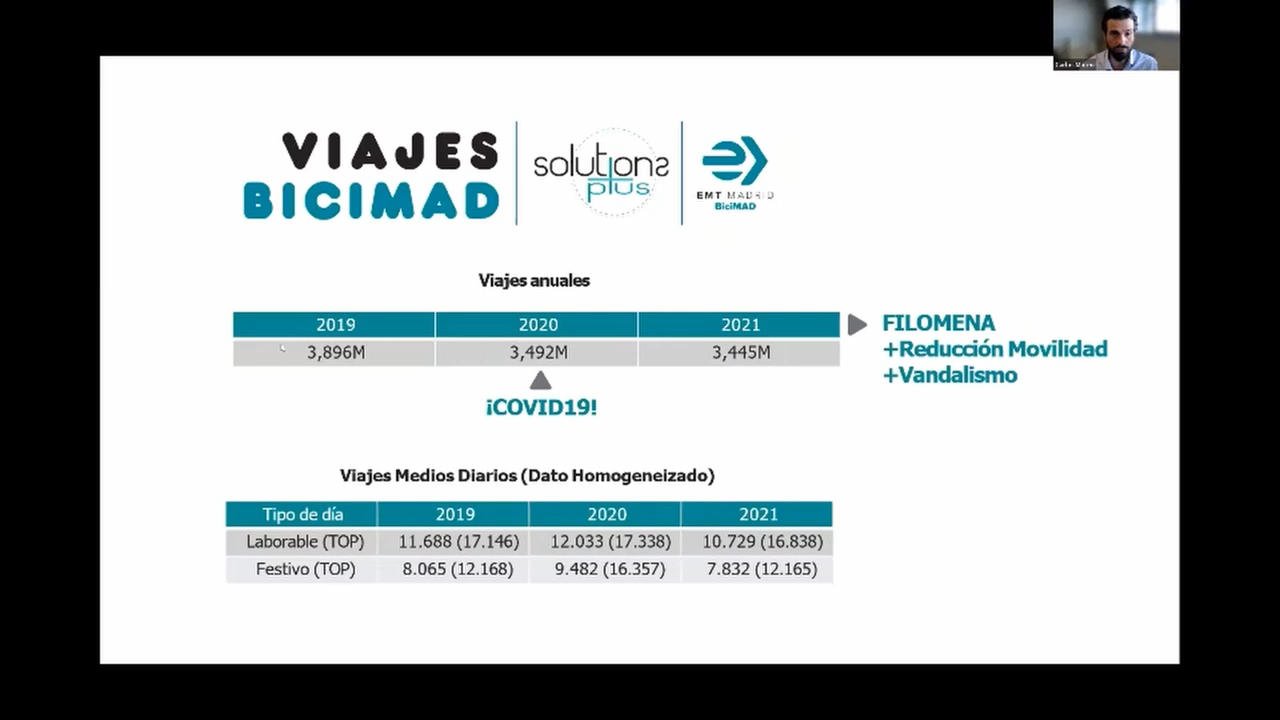 VIAJES
BICIMAD
solutions
plus
EMT MADRID
BiciMAD
Viajes anuales
2019 2020 2021
3,896M 3,492M 3,445M
FILOMENA
+Reducción Movilidad
+Vandalismo
¡COVID19!
Viajes Medios Diarios (Dato Homogeneizado)
Tipo de día 2019 2020 2021
Laborable (TOP) 11.688 (17.146) 12.033 (17.338) 10.729 (16.838)
Festivo (TOP) 8.065 (12.168) 9.482 (16.357) 7.832 (12.165)